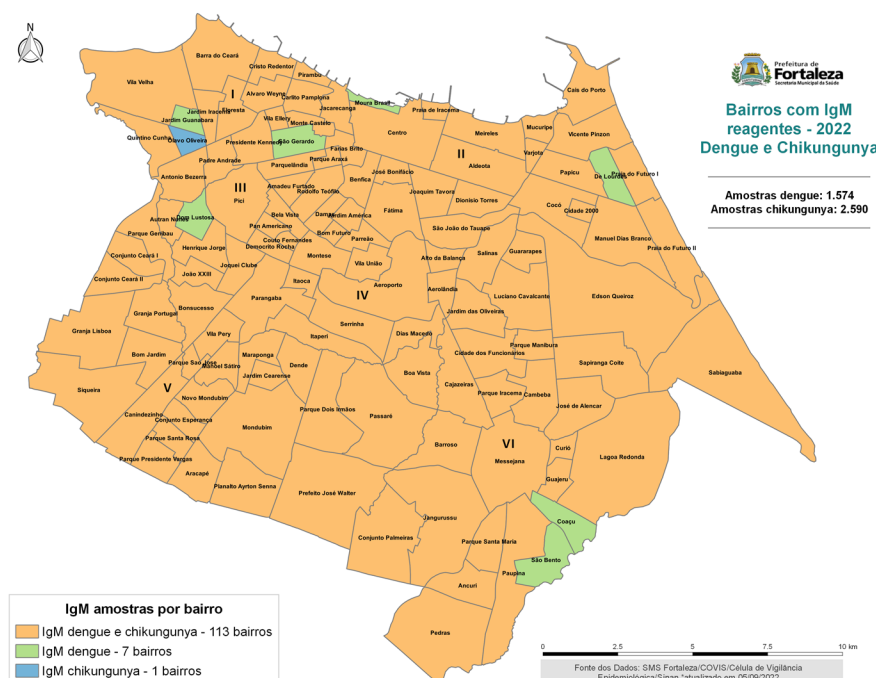 N
Prefeitura de
Fortaleza
Secretaria Municipal da Saúde
Bairros com IgM
reagentes - 2022
Dengue e Chikungunya
Amostras dengue: 1.574
Amostras chikungunya: 2.590
Barra do Ceará
Vila Velha
Cristo Redentor
Pirambu
I
Alvaro Weyne
Carlito Pamplona
Jacarecanga
Moura Brasil
Praia de Iracema
Cais do Porto
Jardim Iracema
Floresta
Jardim Guanabara
Vila Ellery
Monte Castelo
Centro
Meireles
Mucuripe
Vicente Pinzon
Quintino Cunha
Olavo Oliveira
Presidente Kennedy
São Gerardo
Farias Brito
Varjota
II
Padre Andrade
Parquelândia
Parque Araxá
Aldeota
Papicu
De Lourdes
Praia do Futuro I
Antonio Bezerra
III
Pici
Amadeu Furtado
Rodolfo Teófilo
Benfica
José Bonifácio
Joaquim Tavora
Dionisio Torres
Cocó
Cidade 2000
Autran Nunes
Dom Lustosa
Bela Vista
Damas
Jardim América
Fátima
Pan Americano
Bom Futuro
São João do Tauape
Parque Genibau
Henrique Jorge
Couto Fernandes
Democrito Rocha
Parreão
Manuel Dias Branco
Praia do Futuro II
Conjunto Ceará I
João XXIII
Joquei Clube
Montese
Vila União
Alto da Balança
Salinas
Guararapes
Conjunto Ceará II
Itaoca
Aeroporto
Aerolândia
IV
Luciano Cavalcante
Edson Queiroz
Bonsucesso
Parangaba
Granja Portugal
Jardim das Oliveiras
Granja Lisboa
Vila Pery
Serrinha
Itaperi
Dias Macedo
Parque Manibura
Bom Jardim
Parque São José
Manoel Sátiro
Maraponga
Dende
Cidade dos Funcionários
Sapiranga Coite
Jardim Cearense
Boa Vista
Sabiaguaba
Siqueira
V
Novo Mondubim
Cajazeiras
Parque Iracema
Cambeba
José de Alencar
Canindezinho
Conjunto Esperança
Parque Dois Irmãos
Passaré
Mondubim
Parque Santa Rosa
Barroso
VI
Curió
Lagoa Redonda
Parque Presidente Vargas
Messejana
Aracapé
Planalto Ayrton Senna
Prefeito José Walter
Guajeru
Jangurussu
Coaçu
Conjunto Palmeiras
Parque Santa Maria
São Bento
Paupina
Ancuri
Pedras
IgM amostras por bairro
IgM dengue e chikungunya - 113 bairros
IgM dengue - 7 bairros
IgM chikungunya - 1 bairros
0 2.5 5 7.5 10 km
Fonte dos Dados: SMS Fortaleza/COVIS/Célula de Vigilância
Epidemiológica/Sinan *atualizado em 05/09/2022